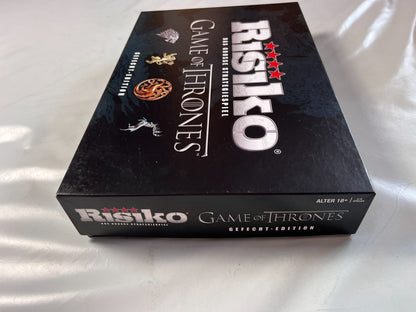 RISIKO®
DAS GROSSE STRATEGIESPIEL
GAME OF THRONES
GEFECHT-EDITION
RISIKO
DAS GROSSE STRATEGIESPIEL
GAME OF THRONES
GEFECHT-EDITION
ALTER 18+